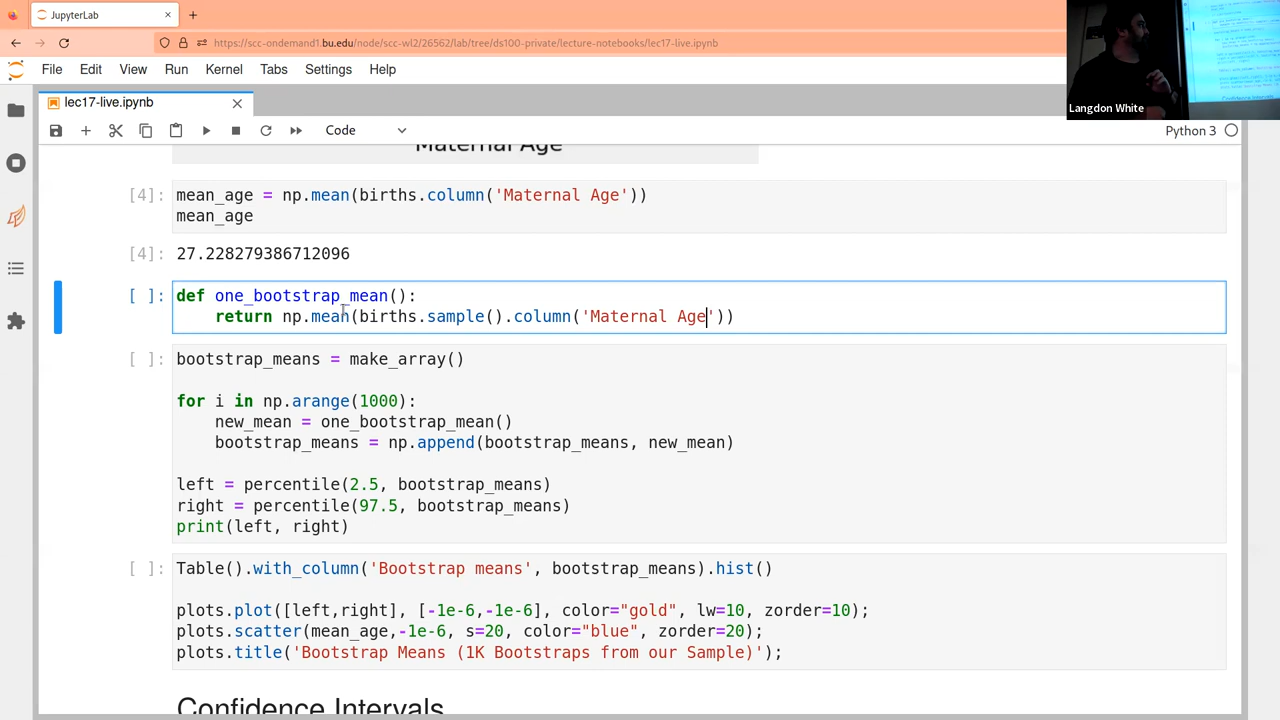 JupyterLab
https://scc-ondemand1.bu.edu/node/scc-wl2/26562/lab/tree/ds100-private/lecture-notebooks/lec17-live.ipynb
File Edit View Run Kernel Tabs Settings Help
Langdon White
lec17-live.ipynb
Code
Python 3
Maternal Age
[4]: mean_age = np.mean(births.column('Maternal Age'))
mean_age
[4]: 27.228279386712096
[ ]: def one_bootstrap_mean():
    return np.mean(births.sample().column('Maternal Age'))
[ ]: bootstrap_means = make_array()
for i in np.arange(1000):
    new_mean = one_bootstrap_mean()
    bootstrap_means = np.append(bootstrap_means, new_mean)
left = percentile(2.5, bootstrap_means)
right = percentile(97.5, bootstrap_means)
print(left, right)
[ ]: Table().with_column('Bootstrap means', bootstrap_means).hist()
plots.plot([left,right], [-1e-6,-1e-6], color="gold", lw=10, zorder=10);
plots.scatter(mean_age,-1e-6, s=20, color="blue", zorder=20);
plots.title('Bootstrap Means (1K Bootstraps from our Sample)');
Confidence Intervals